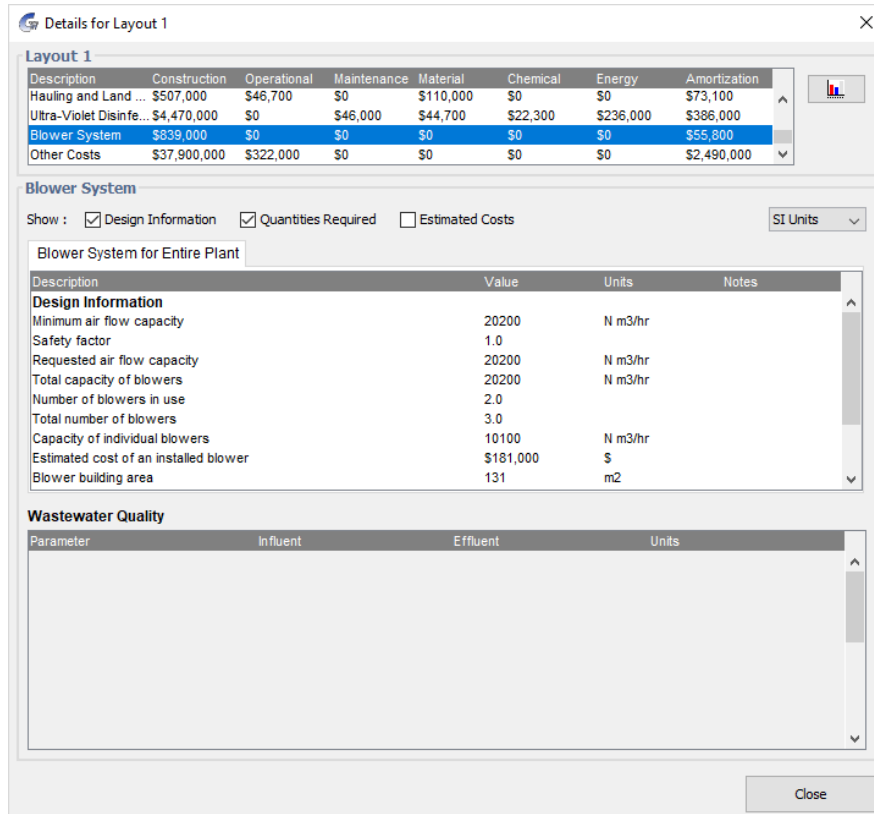 Details for Layout 1
Layout 1
Description Construction Operational Maintenance Material Chemical Energy Amortization
Hauling and Land ... $507,000 $46,700 $0 $110,000 $0 $0 $73,100
Ultra-Violet Disinfe... $4,470,000 $0 $46,000 $44,700 $22,300 $236,000 $386,000
Blower System $839,000 $0 $0 $0 $0 $0 $55,800
Other Costs $37,900,000 $322,000 $0 $0 $0 $0 $2,490,000
Blower System
Show : Design Information Quantities Required Estimated Costs SI Units
Blower System for Entire Plant
Description Value Units Notes
Design Information
Minimum air flow capacity 20200 N m3/hr
Safety factor 1.0
Requested air flow capacity 20200 N m3/hr
Total capacity of blowers 20200 N m3/hr
Number of blowers in use 2.0
Total number of blowers 3.0
Capacity of individual blowers 10100 N m3/hr
Estimated cost of an installed blower $181,000 $
Blower building area 131 m2
Wastewater Quality
Parameter Influent Effluent Units
Close